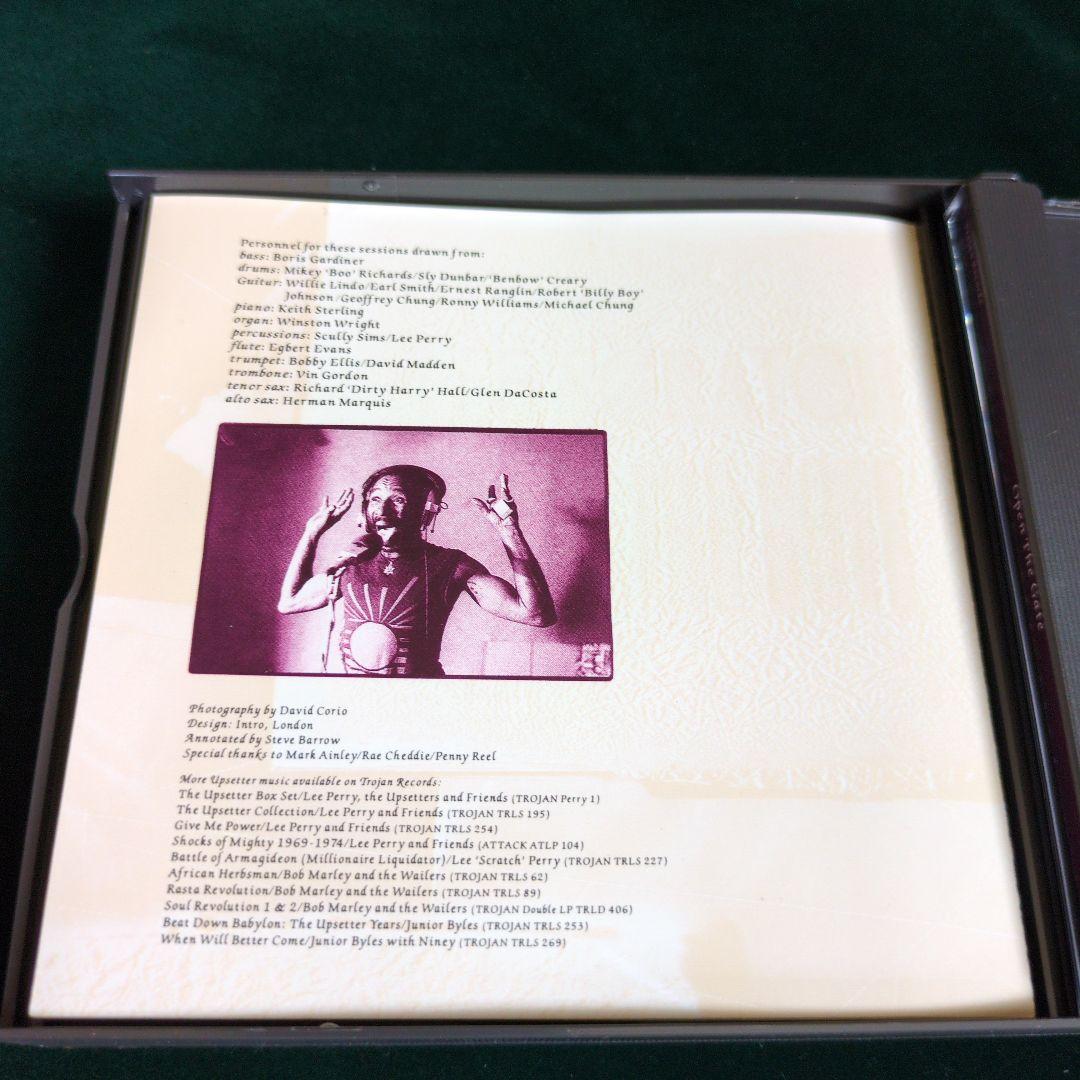 Personnel for these sessions drawn from:
bass: Boris Gardiner
drums: Mikey 'Boo' Richards/Sly Dunbar/'Benbow' Creary
Guitar: Willie Lindo/Earl Smith/Ernest Ranglin/Robert 'Billy Boy'
Johnson/Geoffrey Chung/Ronny Williams/Michael Chung
piano: Keith Sterling
organ: Winston Wright
percussions: Scully Sims/Lee Perry
flute: Egbert Evans
trumpet: Bobby Ellis/David Madden
trombone: Vin Gordon
tenor sax: Richard 'Dirty Harry' Hall/Glen DaCosta
alto sax: Herman Marquis
Photography by David Corio
Design: Intro, London
Annotated by Steve Barrow
Special thanks to Mark Ainley/Rae Cheddie/Penny Reel
More Upsetter music available on Trojan Records:
The Upsetter Box Set/Lee Perry, the Upsetters and Friends (TROJAN Perry 1)
The Upsetter Collection/Lee Perry and Friends (TROJAN TRLS 195)
Give Me Power/Lee Perry and Friends (TROJAN TRLS 254)
Shocks of Mighty 1969-1974/Lee Perry and Friends (ATTACK ATLP 104)
Battle of Armagideon (Millionaire Liquidator)/Lee 'Scratch' Perry (TROJAN TRLS 227)
African Herbsman/Bob Marley and the Wailers (TROJAN TRLS 62)
Rasta Revolution/Bob Marley and the Wailers (TROJAN TRLS 89)
Soul Revolution 1 & 2/Bob Marley and the Wailers (TROJAN Double LP TRLD 406)
Beat Down Babylon: The Upsetter Years/Junior Byles (TROJAN TRLS 253)
When Will Better Come/Junior Byles with Niney (TROJAN TRLS 269)
Open The Gate